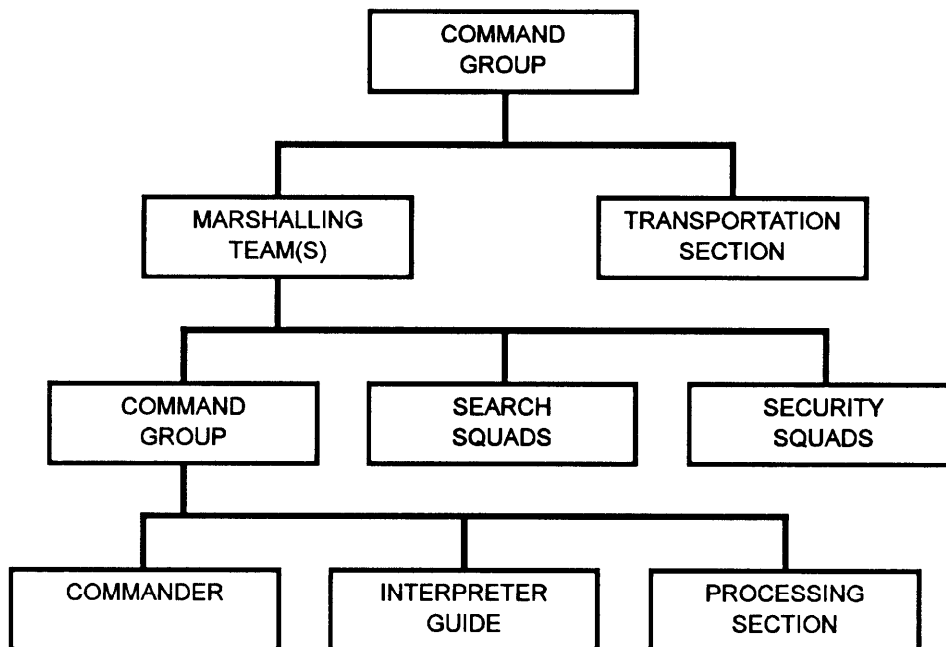 COMMAND
GROUP
MARSHALLING
TEAM(S)
TRANSPORTATION
SECTION
COMMAND
GROUP
SEARCH
SQUADS
SECURITY
SQUADS
COMMANDER
INTERPRETER
GUIDE
PROCESSING
SECTION